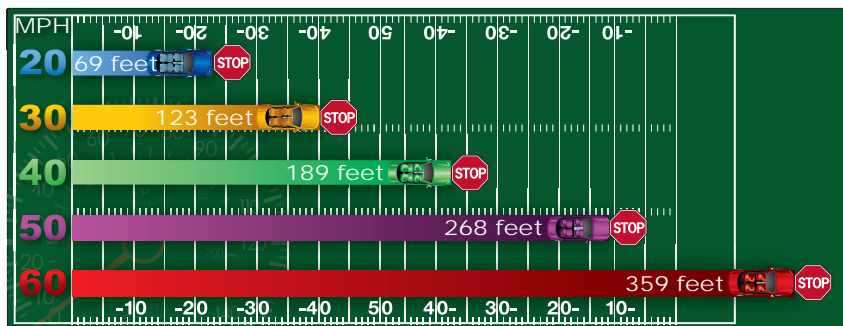 MPH
-10 -20 -30 -40 50 40- -30 -20 -10
20 69 feet STOP
30 123 feet STOP
40 189 feet STOP
50 268 feet STOP
60 359 feet STOP
-10 -20 -30 -40 50 40- 30- 20- 10-